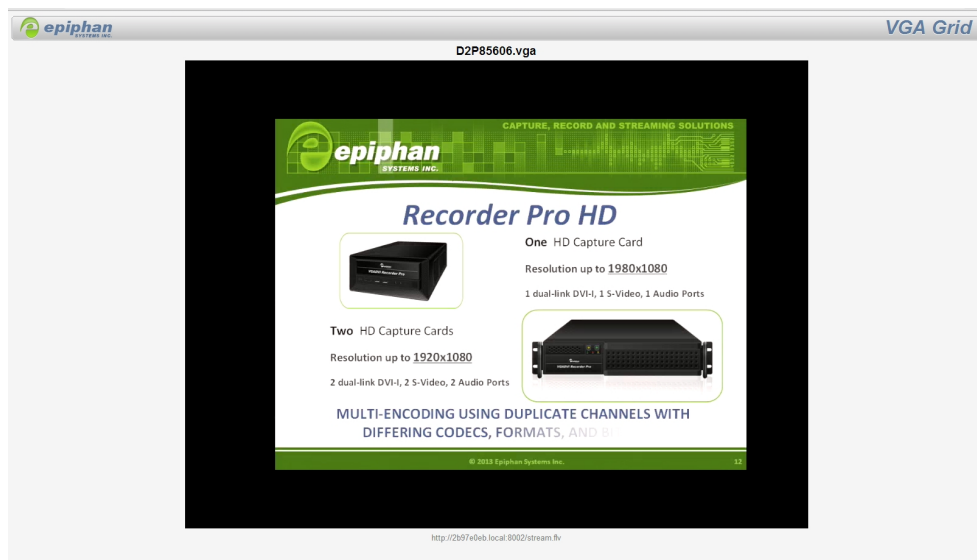 epiphan
SYSTEMS INC.
VGA Grid
D2P85606.vga
CAPTURE, RECORD AND STREAMING SOLUTIONS
epiphan
SYSTEMS INC.
Recorder Pro HD
One HD Capture Card
Resolution up to 1980x1080
1 dual-link DVI-I, 1 S-Video, 1 Audio Ports
Two HD Capture Cards
Resolution up to 1920x1080
2 dual-link DVI-I, 2 S-Video, 2 Audio Ports
MULTI-ENCODING USING DUPLICATE CHANNELS WITH
DIFFERING CODECS, FORMATS, AND
© 2013 Epiphan Systems Inc.
12
http://2b97e0eb.local:8002/stream.flv